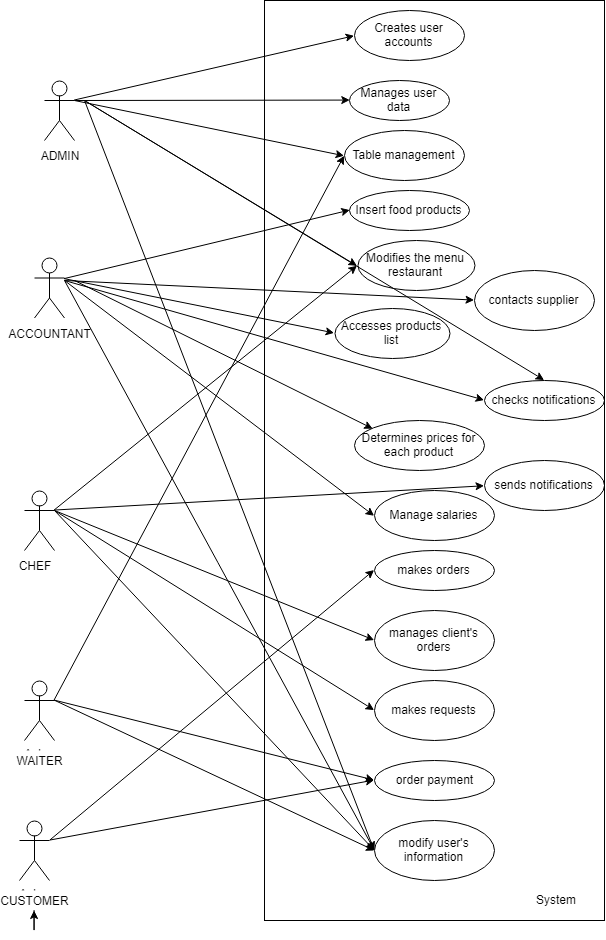 Creates user
accounts
Manages user
data
ADMIN
Table management
Insert food products
Modifies the menu
restaurant
contacts supplier
ACCOUNTANT
Accesses products
list
checks notifications
Determines prices for
each product
sends notifications
Manage salaries
CHEF
makes orders
manages client's
orders
makes requests
WAITER
order payment
modify user's
information
CUSTOMER
System